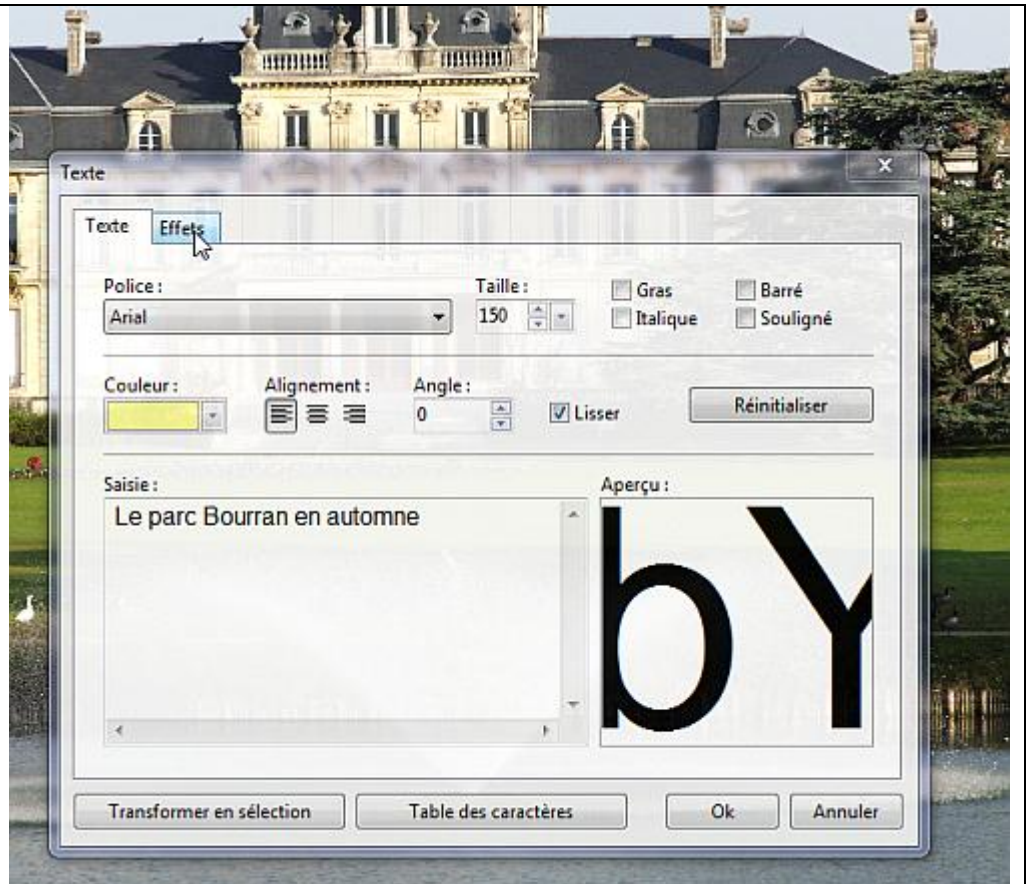 Texte
Texte Effets
Police : Taille : Gras Barré
Arial 150 Italique Souligné
Couleur : Alignement : Angle :
0 Lisser Réinitialiser
Saisie : Aperçu :
Le parc Bourran en automne
bY
Transformer en sélection Table des caractères Ok Annuler